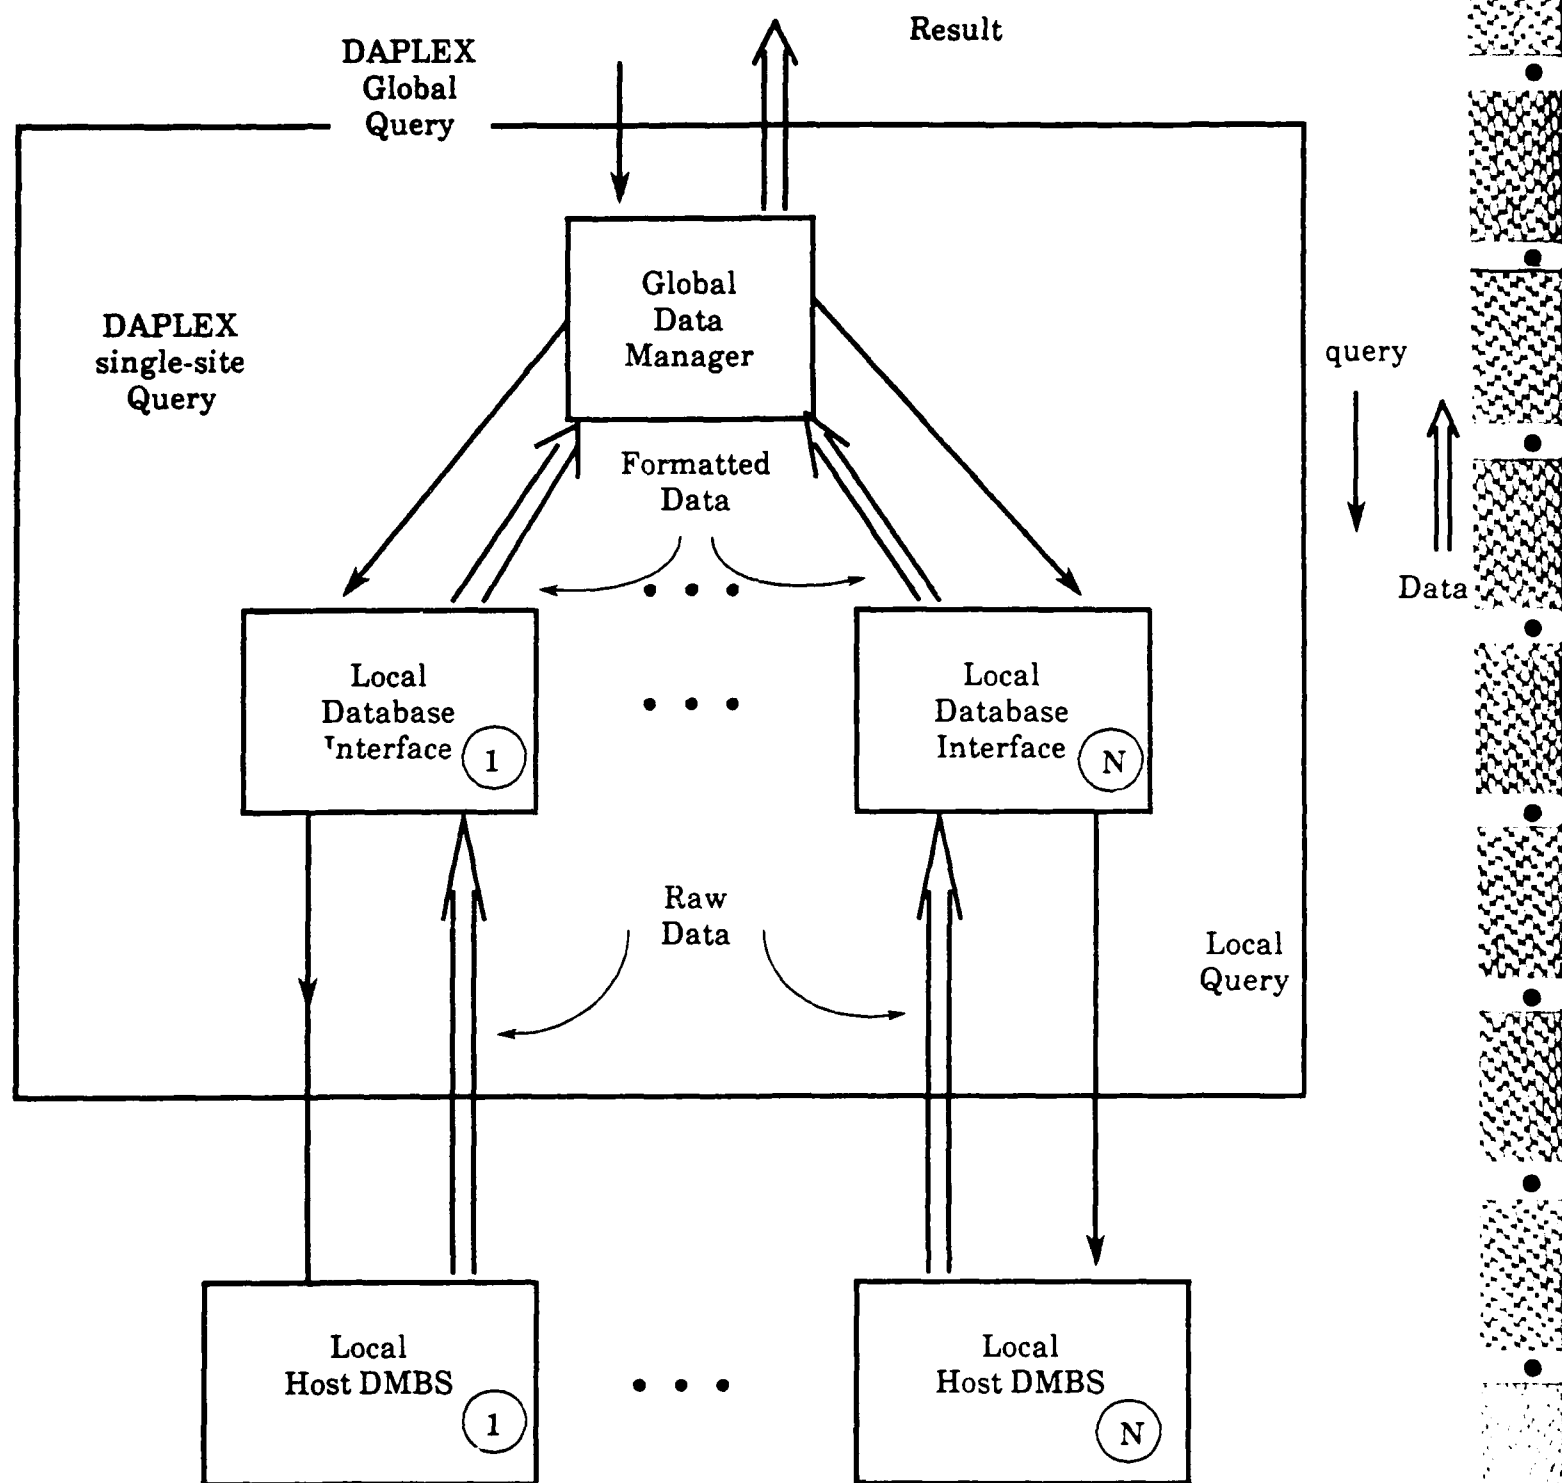 Result
DAPLEX
Global
Query
Global
Data
Manager
DAPLEX
single-site
Query
query
Data
Formatted
Data
Local
Database
Interface
1
Local
Database
Interface
N
Raw
Data
Local
Query
Local
Host DMBS
1
Local
Host DMBS
N